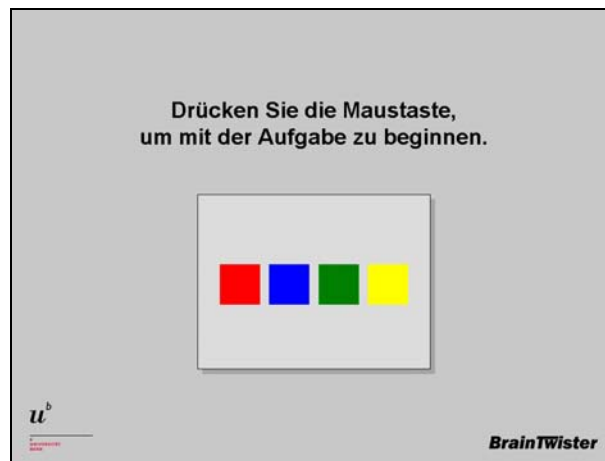 Drücken Sie die Maustaste,
um mit der Aufgabe zu beginnen.
u^b
BrainTwister